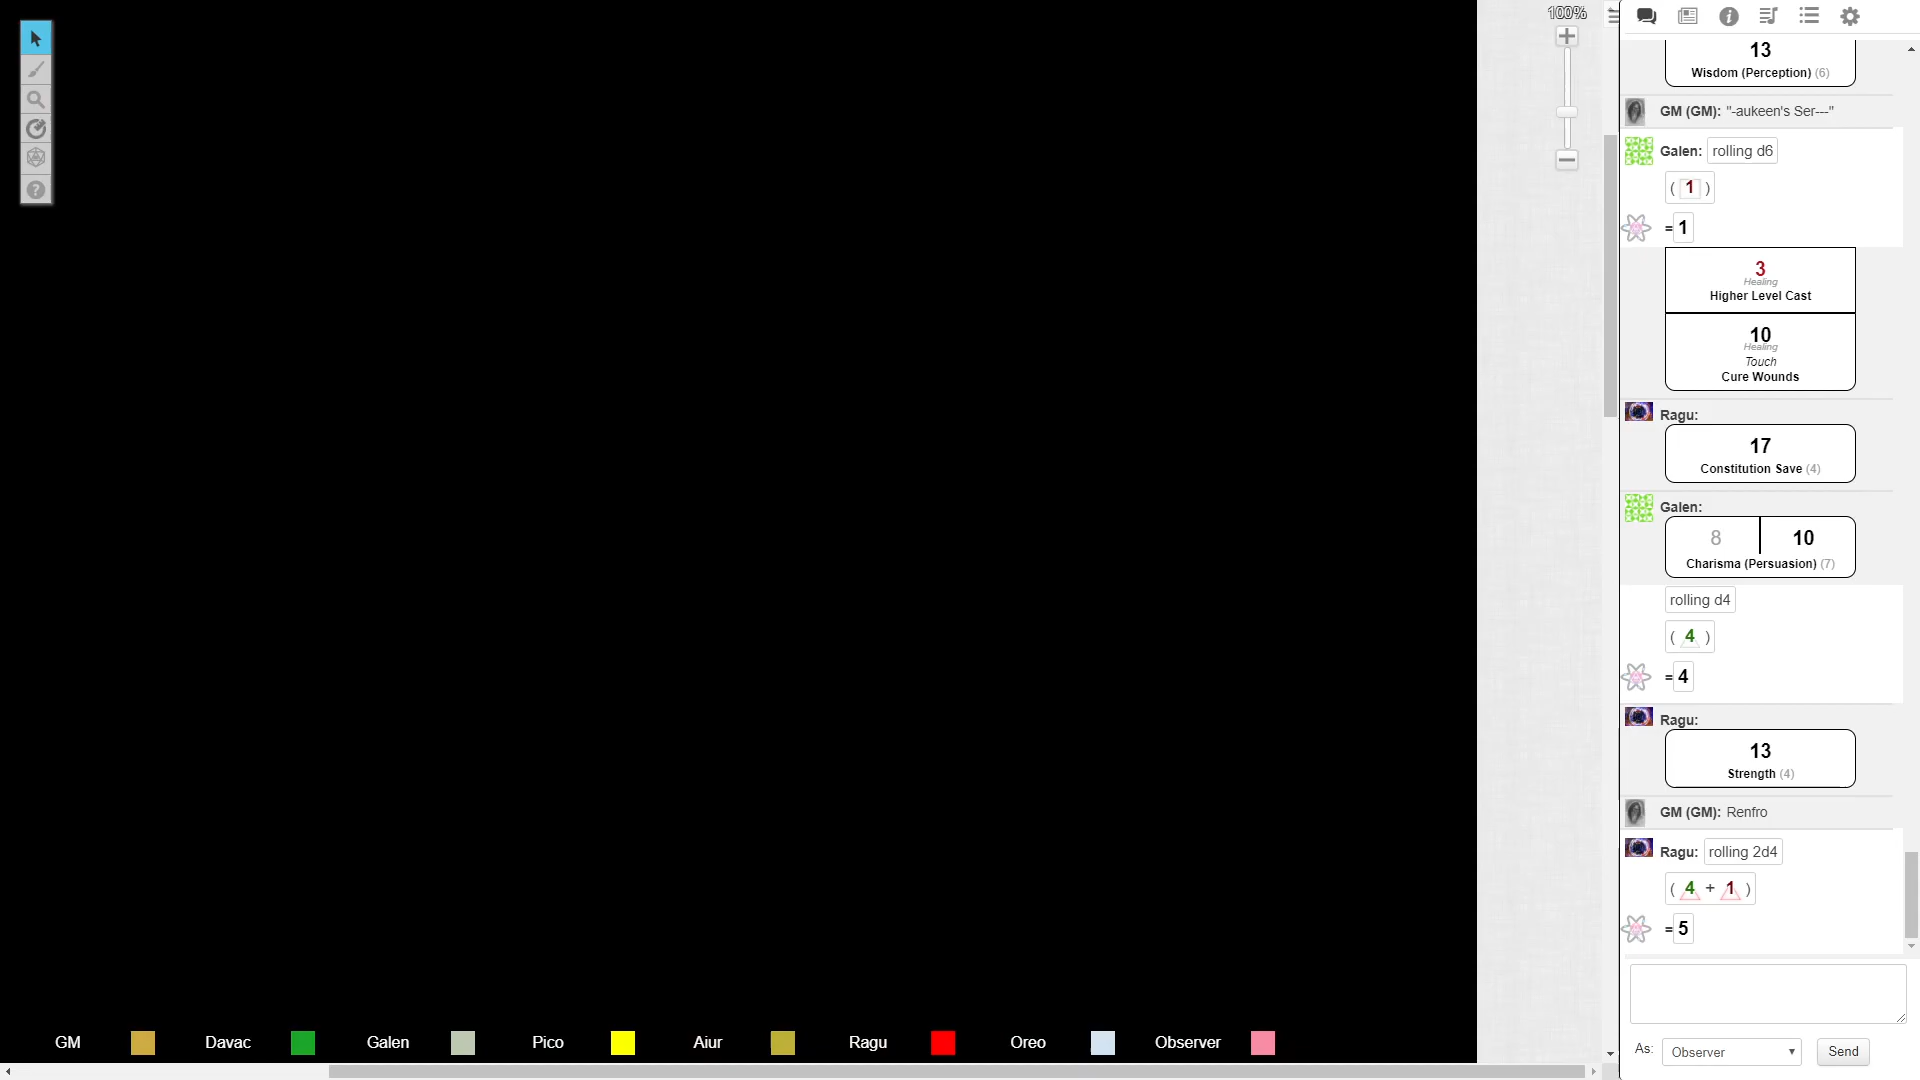 100%
13
Wisdom (Perception) (6)
GM (GM): "-aukeen's Ser---"
Galen: rolling d6
( 1 )
=1
3
Healing
Higher Level Cast
10
Healing
Touch
Cure Wounds
Ragu:
17
Constitution Save (4)
Galen:
8 10
Charisma (Persuasion) (7)
rolling d4
( 4 )
=4
Ragu:
13
Strength (4)
GM (GM): Renfro
Ragu: rolling 2d4
( 4 + 1 )
=5
As: Observer Send
GM Davac Galen Pico Aiur Ragu Oreo Observer